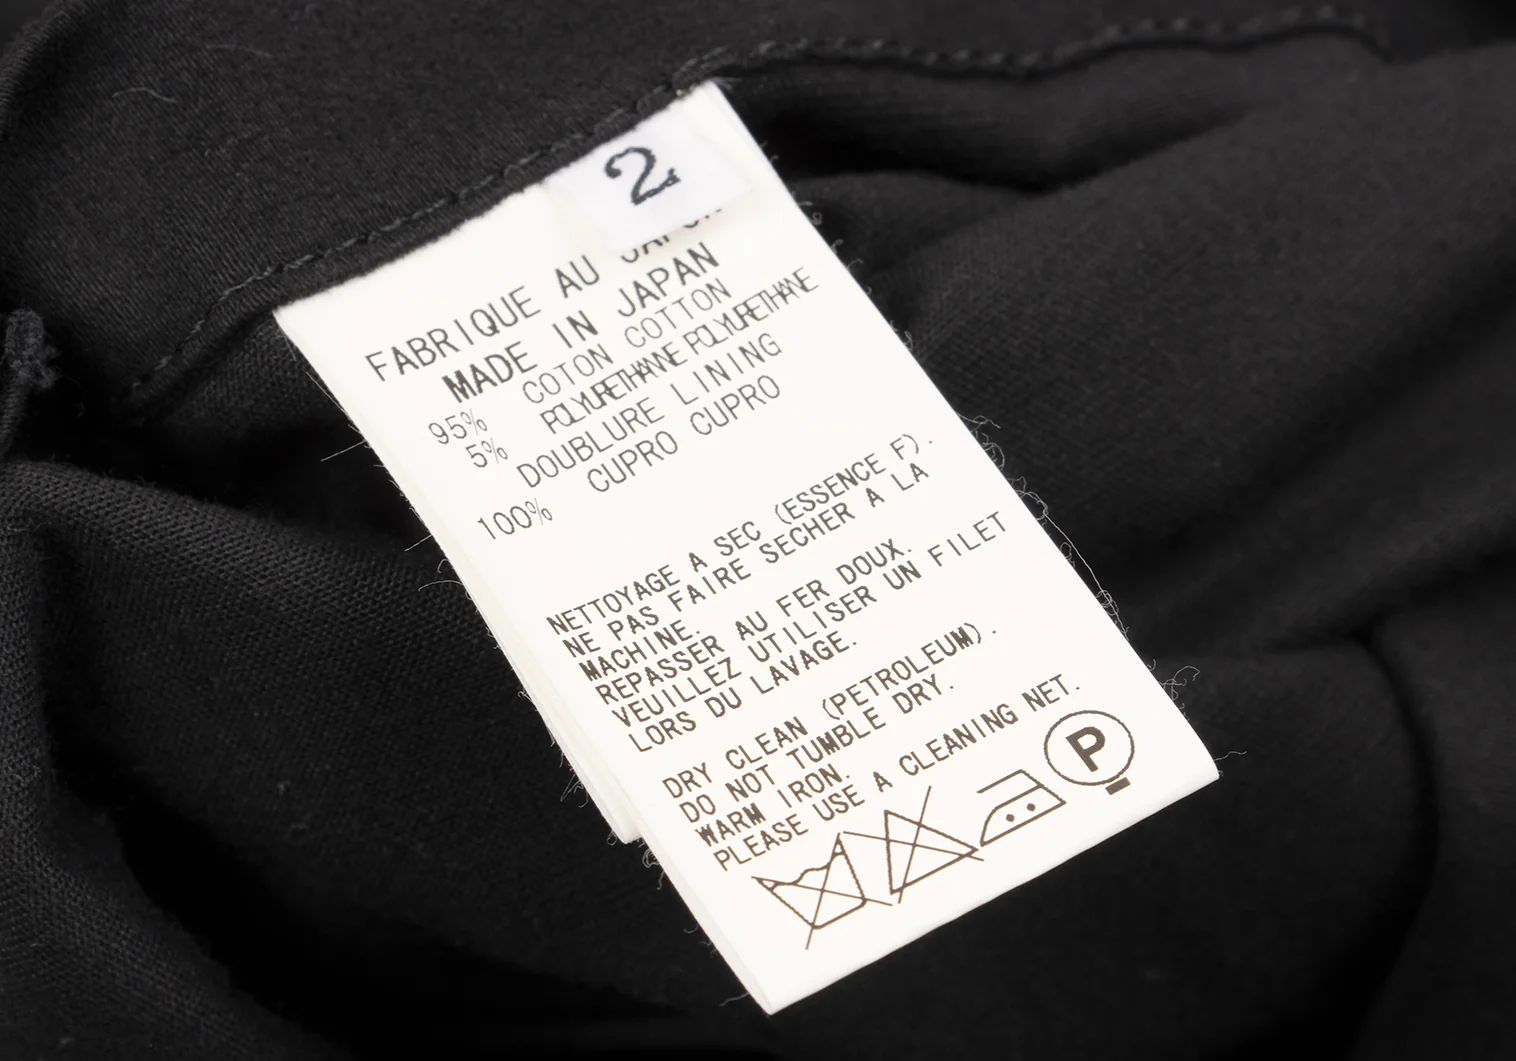 2
FABRIQUE AU JAPON
MADE IN JAPAN
95% COTON COTTON
5% POLYURETHANE POLYURETHANE
DOUBLURE LINING
100% CUPRO CUPRO
NETTOYAGE A SEC (ESSENCE F).
NE PAS FAIRE SECHER A LA
MACHINE.
REPASSER AU FER DOUX.
VEUILLEZ UTILISER UN FILET
LORS DU LAVAGE.
DRY CLEAN (PETROLEUM).
DO NOT TUMBLE DRY.
WARM IRON.
PLEASE USE A CLEANING NET.
P